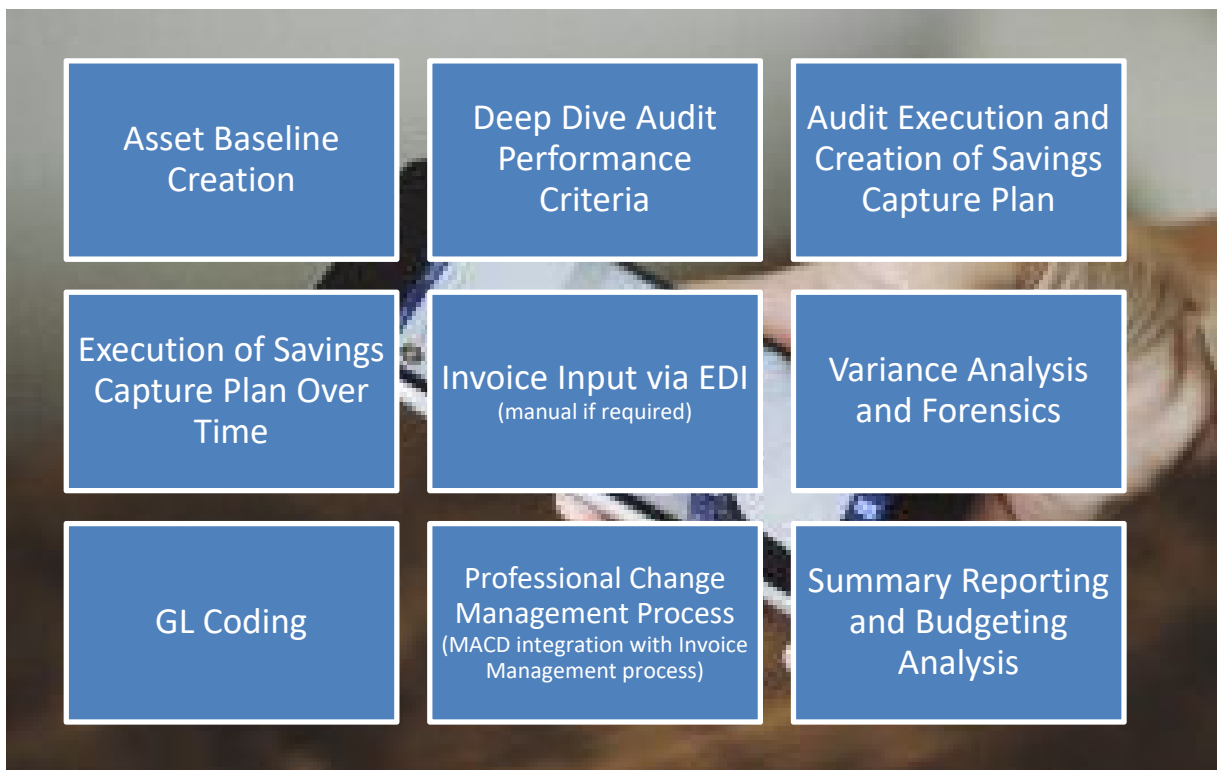 Asset Baseline
Creation
Deep Dive Audit
Performance
Criteria
Audit Execution and
Creation of Savings
Capture Plan
Execution of Savings
Capture Plan Over
Time
Invoice Input via EDI
(manual if required)
Variance Analysis
and Forensics
GL Coding
Professional Change
Management Process
(MACD integration with Invoice
Management process)
Summary Reporting
and Budgeting
Analysis